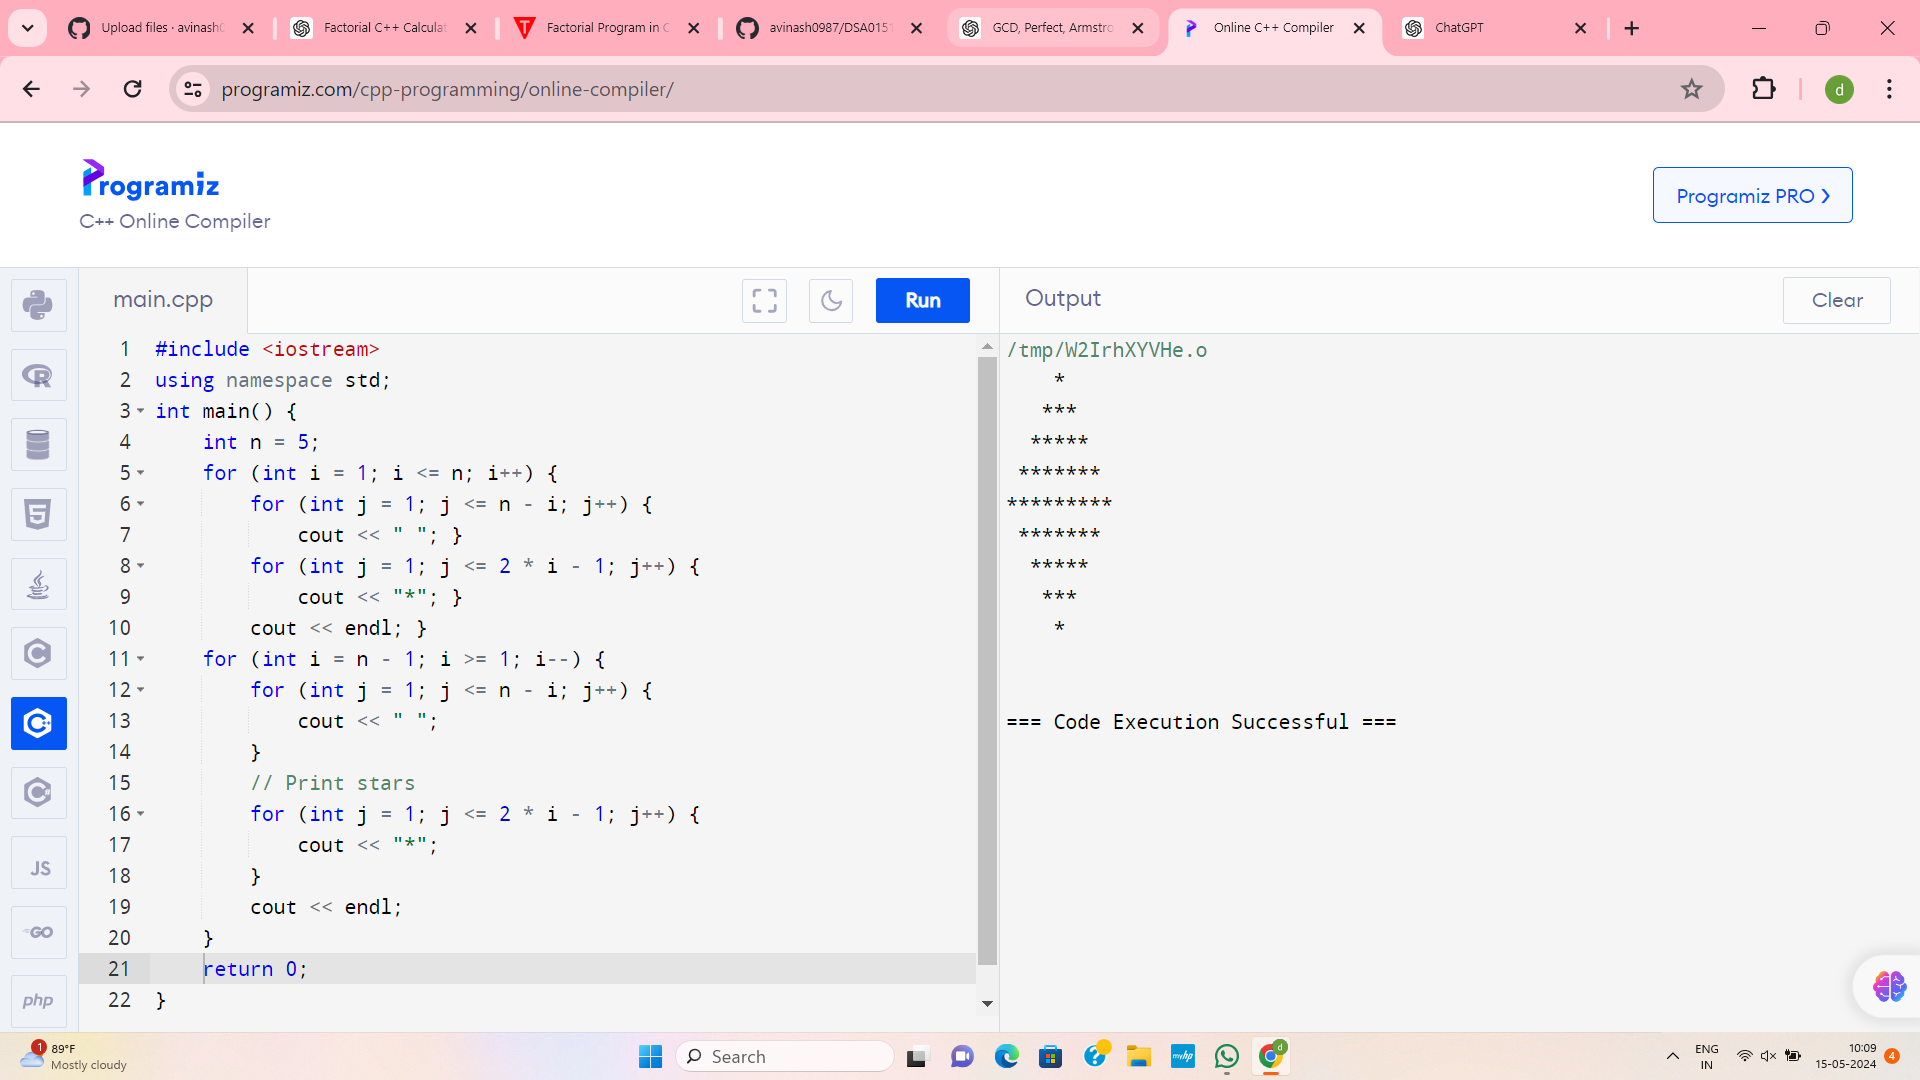 Upload files · avinash0
Factorial C++ Calculat
Factorial Program in C
avinash0987/DSA0151
GCD, Perfect, Armstro
Online C++ Compiler
ChatGPT
programiz.com/cpp-programming/online-compiler/
d
Programiz
C++ Online Compiler
Programiz PRO ❯
main.cpp
Run
Output
Clear
1 #include <iostream>
2 using namespace std;
3 int main() {
4     int n = 5;
5     for (int i = 1; i <= n; i++) {
6         for (int j = 1; j <= n - i; j++) {
7             cout << " "; }
8         for (int j = 1; j <= 2 * i - 1; j++) {
9             cout << "*"; }
10         cout << endl; }
11     for (int i = n - 1; i >= 1; i--) {
12         for (int j = 1; j <= n - i; j++) {
13             cout << " ";
14         }
15         // Print stars
16         for (int j = 1; j <= 2 * i - 1; j++) {
17             cout << "*";
18         }
19         cout << endl;
20     }
21     return 0;
22 }
/tmp/W2IrhXYVHe.o
    *
   ***
  *****
 *******
*********
 *******
  *****
   ***
    *
=== Code Execution Successful ===
JS
GO
php
1
89°F
Mostly cloudy
Search
myhp
d
ENG
IN
10:09
15-05-2024
4